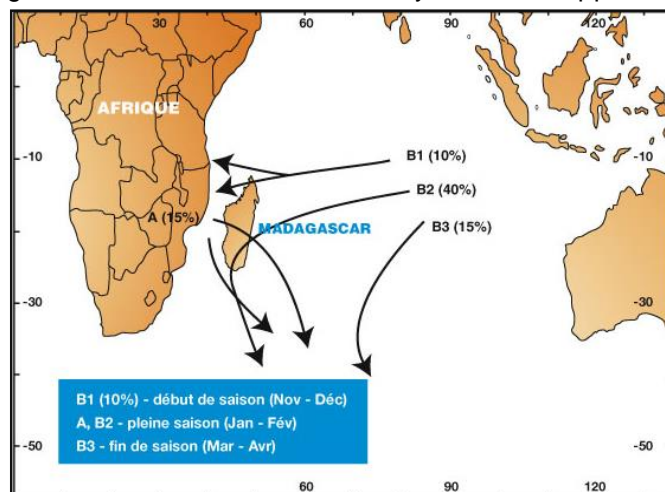 30 60 90 120
AFRIQUE
-10 B1 (10%) -10
B2 (40%)
A (15%) MADAGASCAR B3 (15%)
-30 -30
B1 (10%) - début de saison (Nov - Déc)
A, B2 - pleine saison (Jan - Fév)
B3 - fin de saison (Mar - Avr)
-50 -50
60 90 120